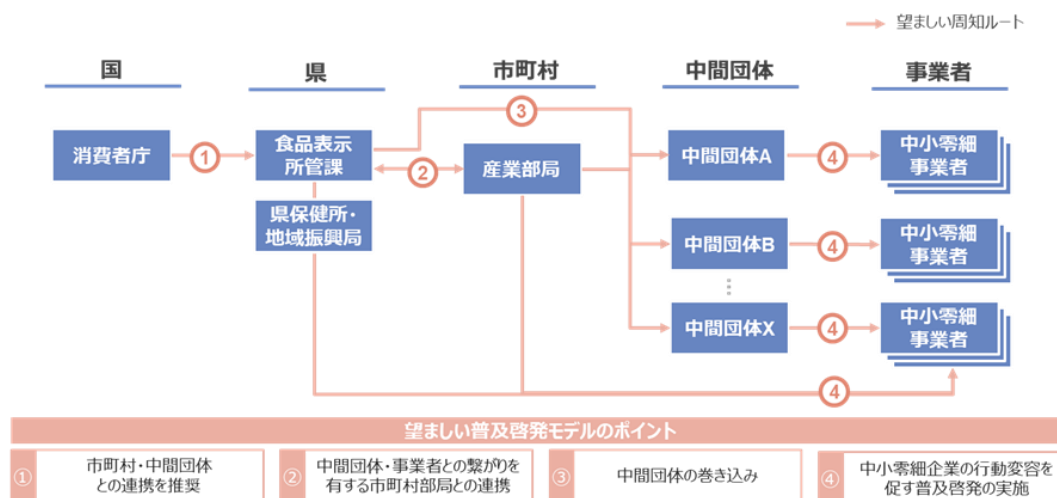 望ましい周知ルート
国
県
市町村
中間団体
事業者
消費者庁
①
食品表示
所管課
県保健所・
地域振興局
②
③
産業部局
中間団体A
④
中小零細
事業者
中間団体B
④
中小零細
事業者
中間団体X
④
中小零細
事業者
④
望ましい普及啓発モデルのポイント
①
市町村・中間団体
との連携を推奨
②
中間団体・事業者との繋がりを
有する市町村部局との連携
③
中間団体の巻き込み
④
中小零細企業の行動変容を
促す普及啓発の実施